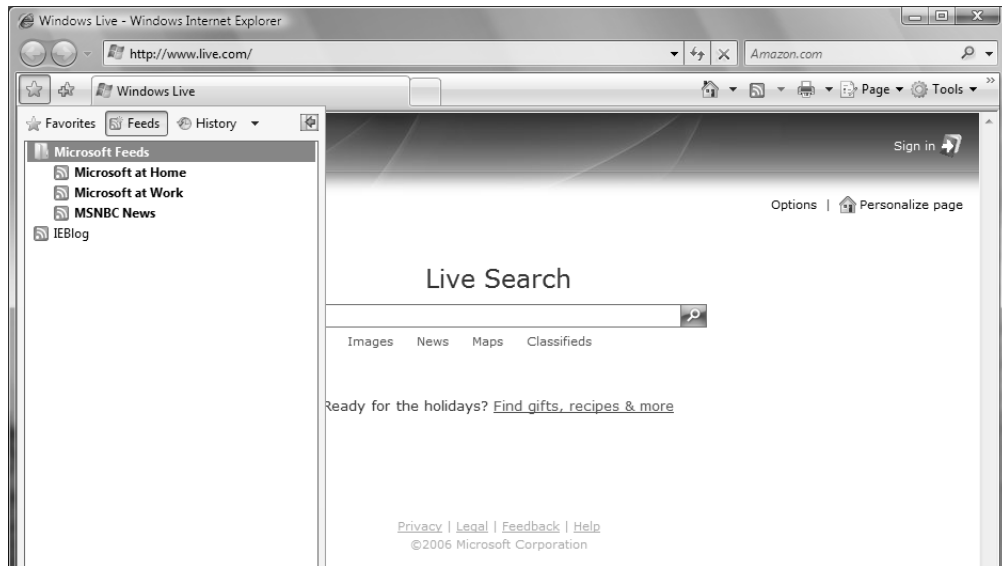 Windows Live - Windows Internet Explorer
http://www.live.com/
Amazon.com
Windows Live
Page
Tools
Favorites
Feeds
History
Microsoft Feeds
Microsoft at Home
Microsoft at Work
MSNBC News
IEBlog
Sign in
Options | Personalize page
Live Search
Images News Maps Classifieds
Ready for the holidays? Find gifts, recipes & more
Privacy | Legal | Feedback | Help
©2006 Microsoft Corporation